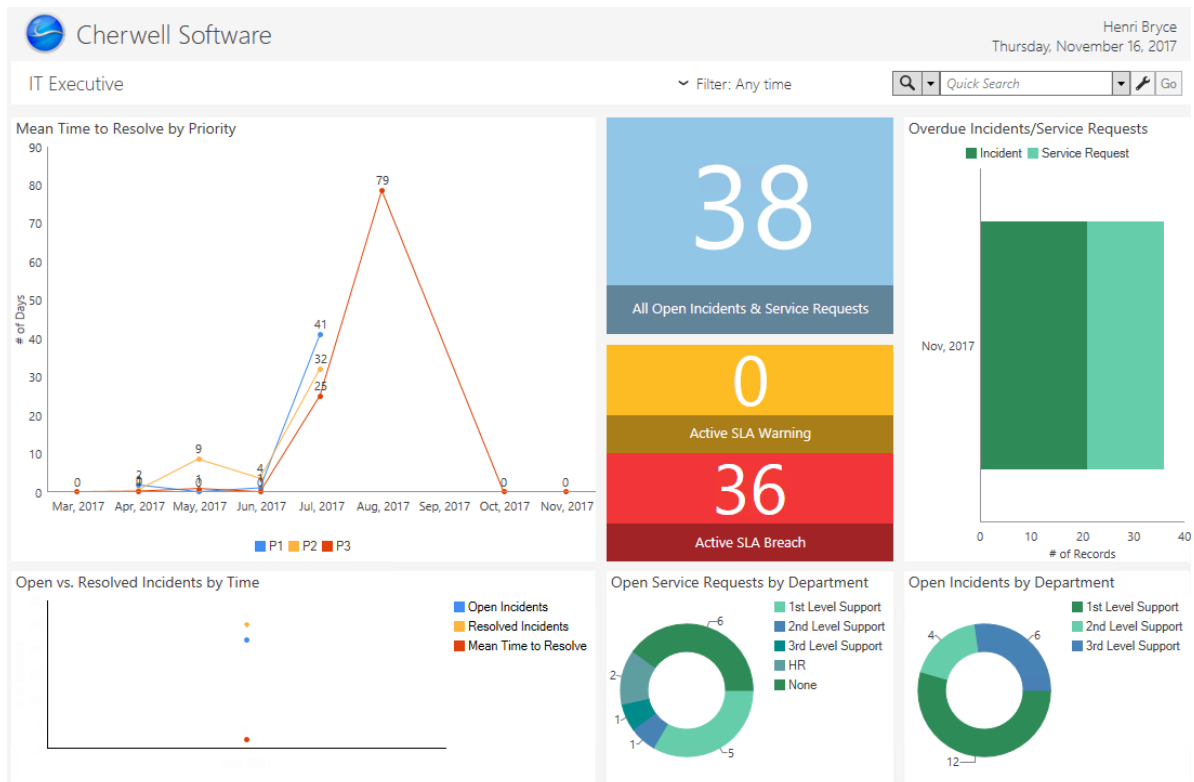 Cherwell Software
Henri Bryce
Thursday, November 16, 2017
IT Executive
Filter: Any time
Quick Search
Go
Mean Time to Resolve by Priority
90
80
70
60
50
40
30
20
10
0
# of Days
79
41
32
25
9
4
2
1
0
0
0
0
Mar, 2017 Apr, 2017 May, 2017 Jun, 2017 Jul, 2017 Aug, 2017 Sep, 2017 Oct, 2017 Nov, 2017
P1 P2 P3
38
All Open Incidents & Service Requests
0
Active SLA Warning
36
Active SLA Breach
Overdue Incidents/Service Requests
Incident Service Request
Nov, 2017
0 10 20 30 40
# of Records
Open vs. Resolved Incidents by Time
Open Incidents
Resolved Incidents
Mean Time to Resolve
Open Service Requests by Department
6
2
1
1
5
1st Level Support
2nd Level Support
3rd Level Support
HR
None
Open Incidents by Department
4
6
12
1st Level Support
2nd Level Support
3rd Level Support